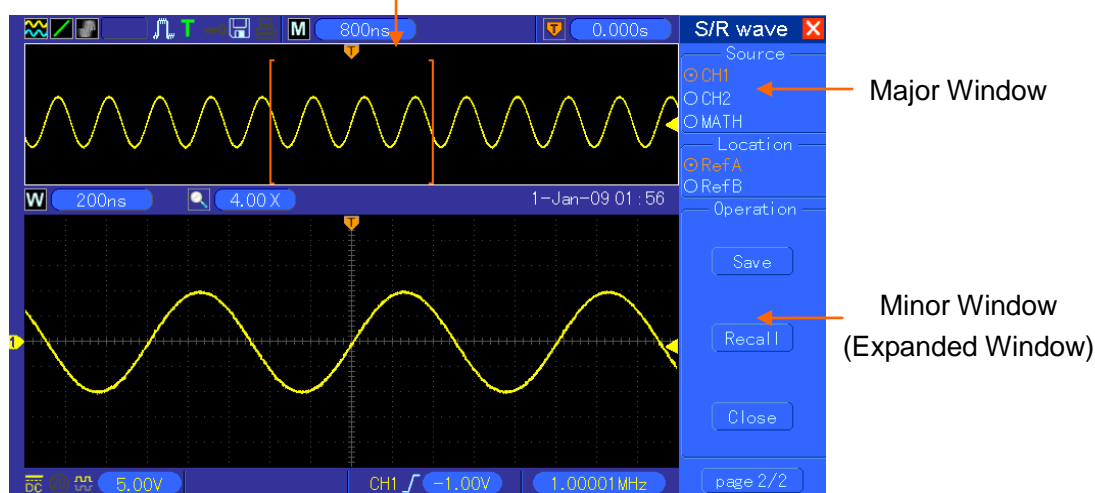 T M 800ns T 0.000s S/R wave
Source
CH1
CH2
MATH
Major Window
T
Location
RefA
RefB
W 200ns 4.00X 1-Jan-09 01:56
Operation
T
Save
Minor Window
(Expanded Window)
Recall
1
Close
DC 5.00V CH1 -1.00V 1.00001MHz page 2/2